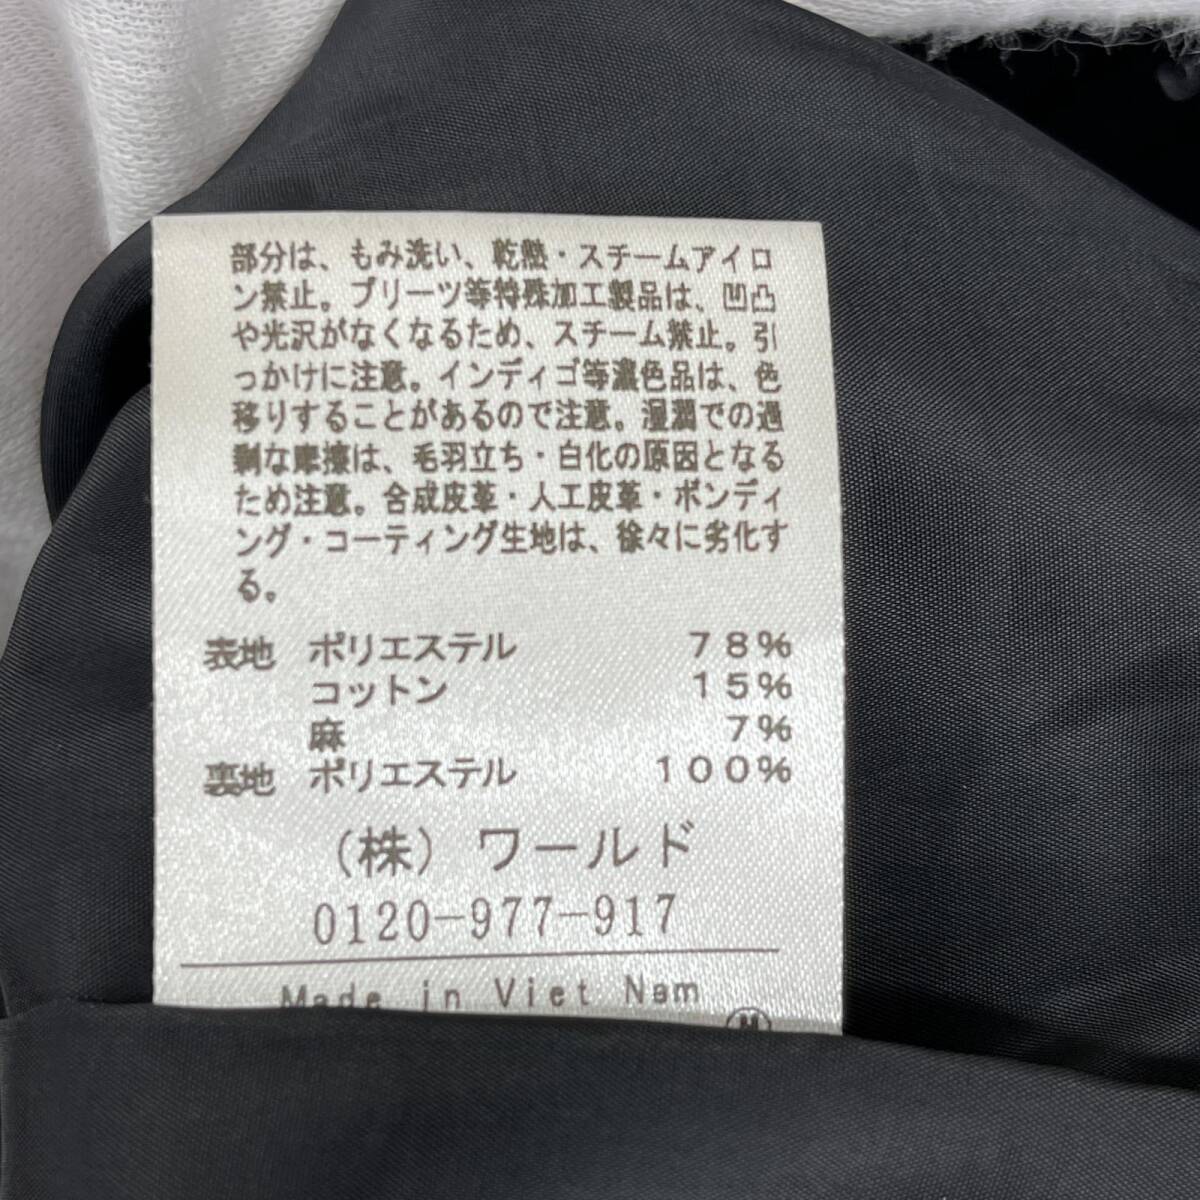 部分は、もみ洗い、乾熱・スチームアイロ
ン禁止。プリーツ等特殊加工製品は、凹凸
や光沢がなくなるため、スチーム禁止。引
っかけに注意。インディゴ等濃色品は、色
移りすることがあるので注意。湿潤での過
剰な摩擦は、毛羽立ち・白化の原因となる
ため注意。合成皮革・人工皮革・ボンディ
ング・コーティング生地は、徐々に劣化す
る。
表地 ポリエステル 78%
コットン 15%
麻 7%
裏地 ポリエステル 100%
(株) ワールド
0120-977-917
Made in Viet Nam